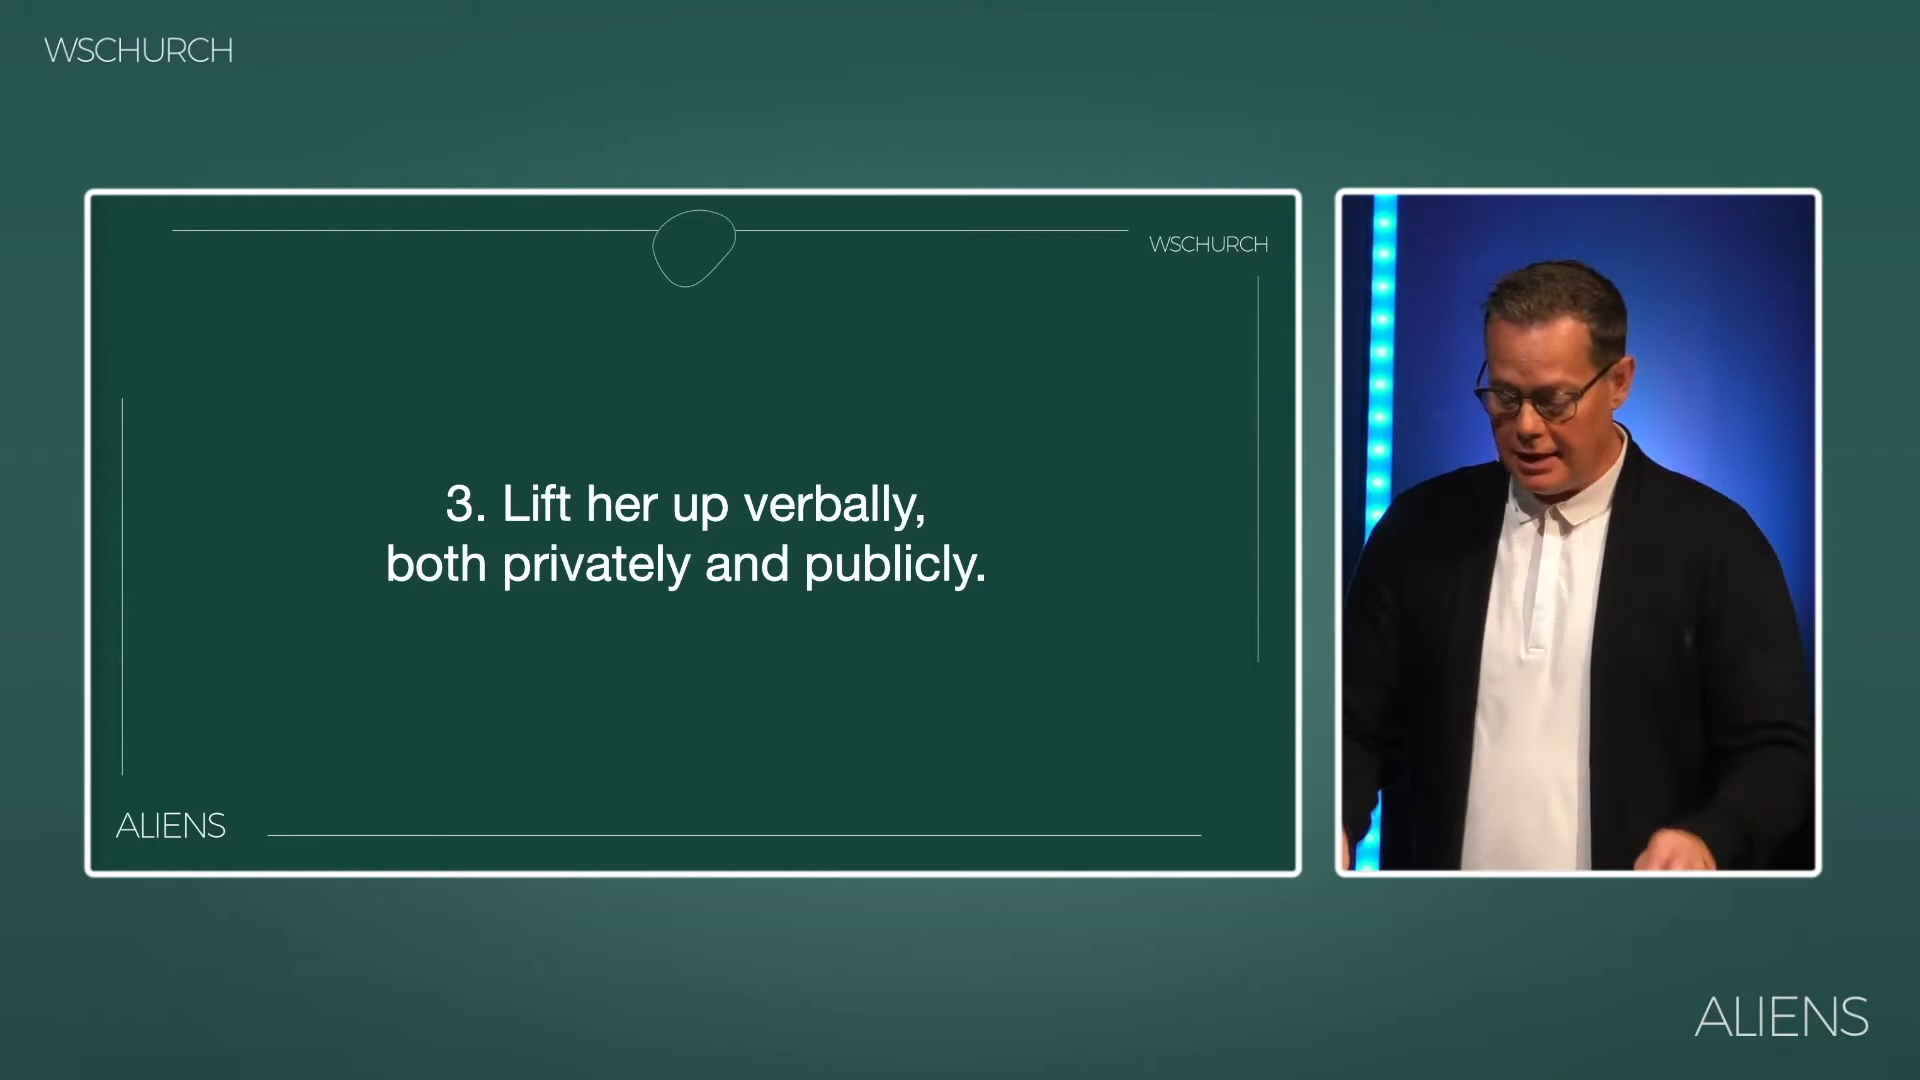 WSCHURCH
WSCHURCH
3. Lift her up verbally,
both privately and publicly.
ALIENS
ALIENS